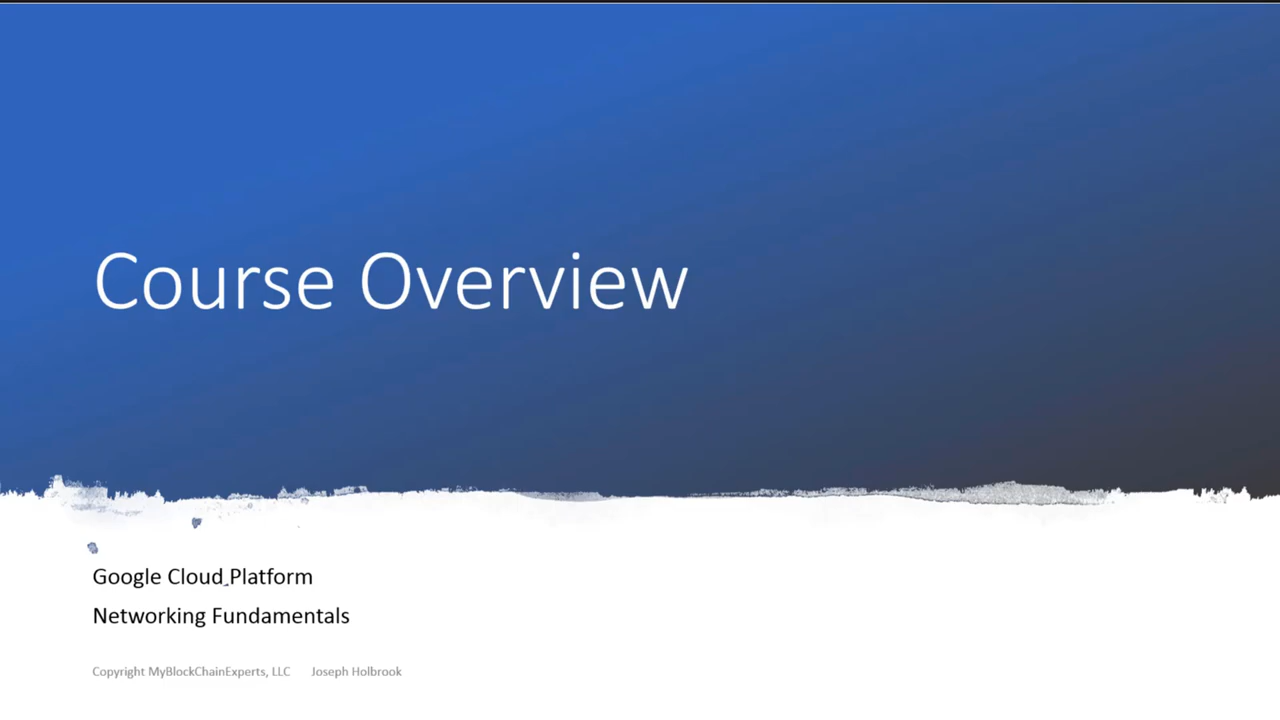 Course Overview
Google Cloud Platform
Networking Fundamentals
Copyright MyBlockChainExperts, LLC Joseph Holbrook